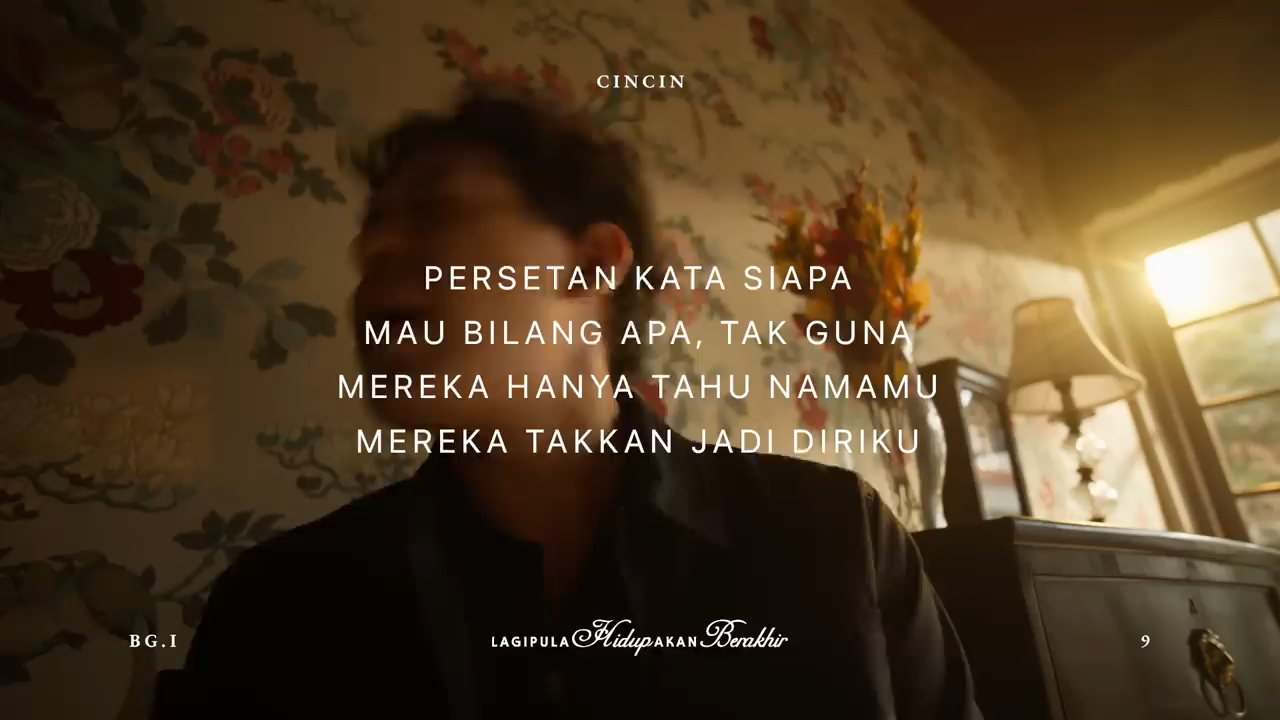 CINCIN
PERSETAN KATA SIAPA
MAU BILANG APA, TAK GUNA
MEREKA HANYA TAHU NAMAMU
MEREKA TAKKAN JADI DIRIKU
BG.I
LAGIPULA Hidup AKAN Berakhir
9